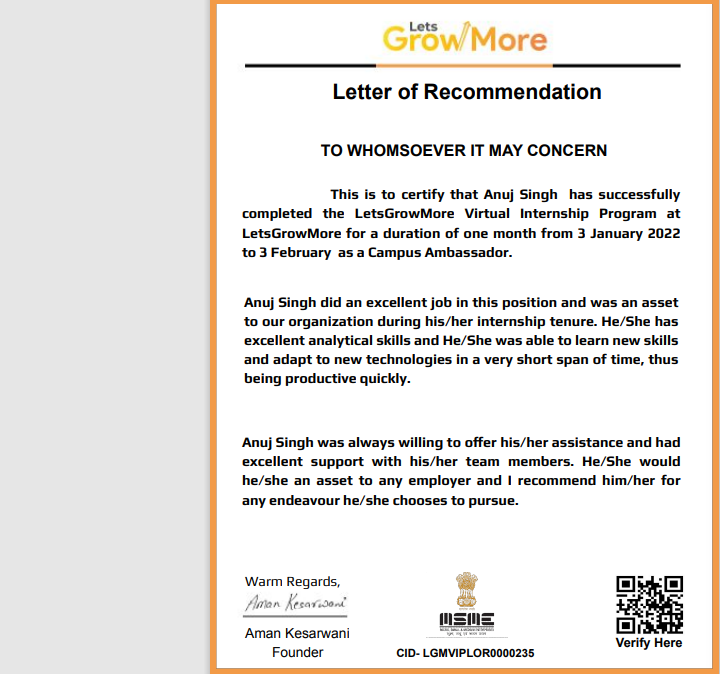 Lets
GrowMore
Letter of Recommendation
TO WHOMSOEVER IT MAY CONCERN
This is to certify that Anuj Singh has successfully
completed the LetsGrowMore Virtual Internship Program at
LetsGrowMore for a duration of one month from 3 January 2022
to 3 February as a Campus Ambassador.
Anuj Singh did an excellent job in this position and was an asset
to our organization during his/her internship tenure. He/She has
excellent analytical skills and He/She was able to learn new skills
and adapt to new technologies in a very short span of time, thus
being productive quickly.
Anuj Singh was always willing to offer his/her assistance and had
excellent support with his/her team members. He/She would
he/she an asset to any employer and I recommend him/her for
any endeavour he/she chooses to pursue.
Warm Regards,
Aman Kesarwani
Aman Kesarwani
Founder
MSME
CID- LGMVIPLOR0000235
Verify Here